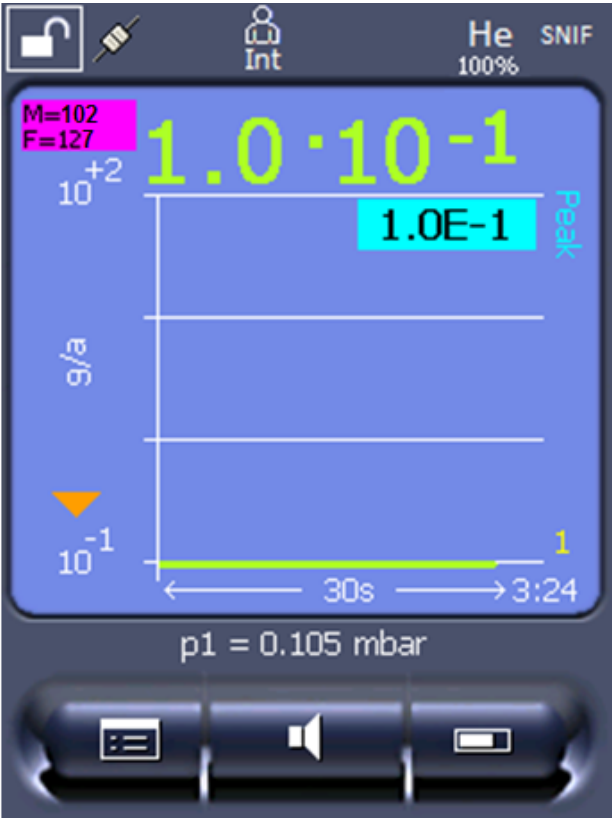 Int
He
100%
SNIF
M=102
F=127
1.0·10-1
10+2
1.0E-1
Peak
g/a
10-1
1
30s
3:24
p1 = 0.105 mbar